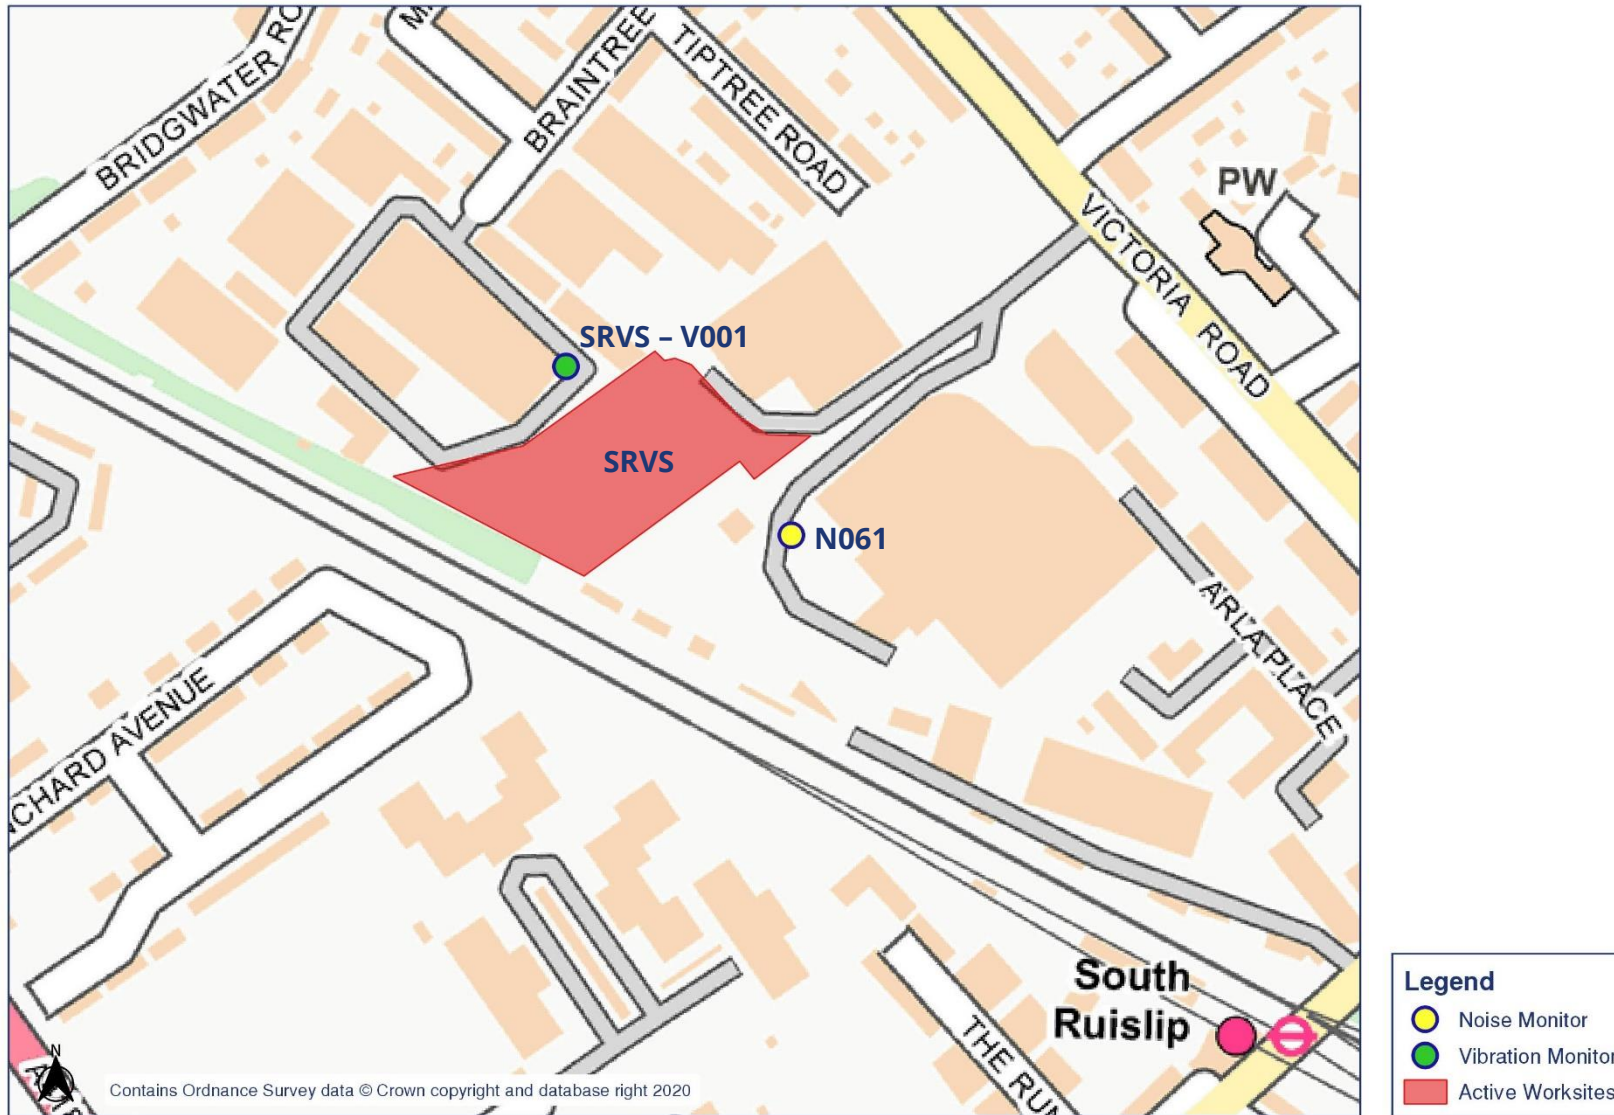 BRIDGWATER RO
BRAINTREE
TIPTREE ROAD
PW
VICTORIA ROAD
SRVS – V001
SRVS
N061
ARLA PLACE
CHARD AVENUE
South
Ruislip
THE RUN
N
Contains Ordnance Survey data © Crown copyright and database right 2020
Legend
Noise Monitor
Vibration Monitor
Active Worksites